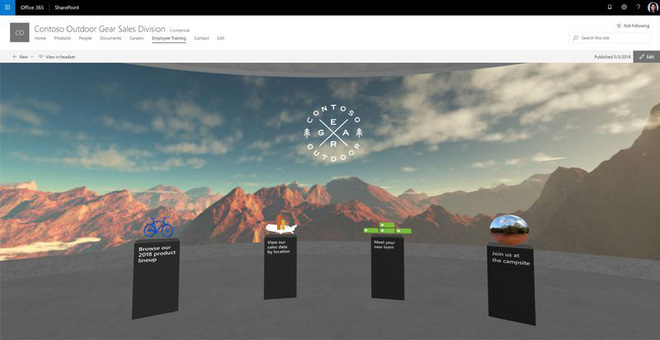 Office 365 SharePoint
CO Contoso Outdoor Gear Sales Division Confidential
Not following
Home Products People Documents Careers Employee Training Contact Edit
Search this site
+ New View in headset Published 5/3/2018 Edit
CONTOSO
GEAR
OUTDOOR
Browse our
2018 product
lineup
View our
sales data
by location
Meet your
new team
Join us at
the campsite